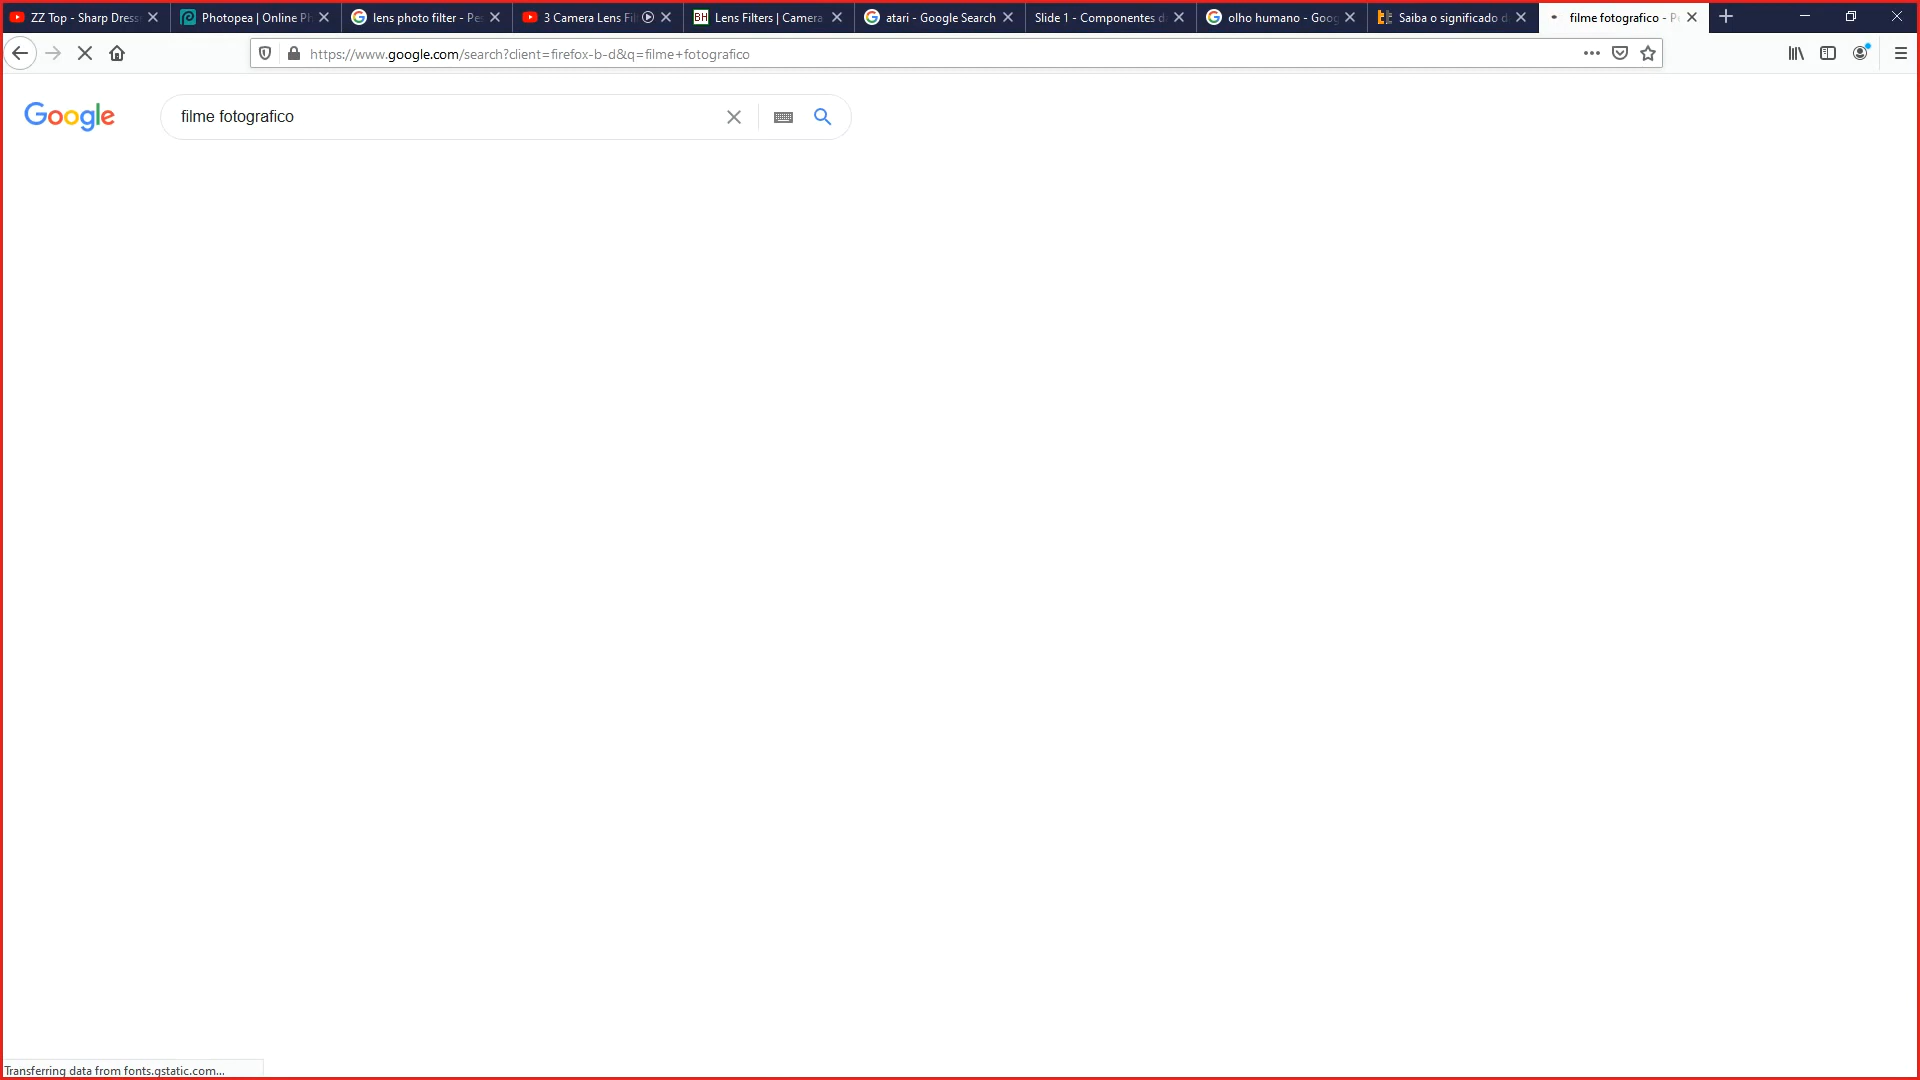 ZZ Top - Sharp Dress
Photopea | Online Ph
lens photo filter - Pes
3 Camera Lens Fil
BH Lens Filters | Camera
atari - Google Search
Slide 1 - Componentes d
olho humano - Goog
Saiba o significado d
filme fotografico - Pe
https://www.google.com/search?client=firefox-b-d&q=filme+fotografico
Google
filme fotografico
Transferring data from fonts.gstatic.com...